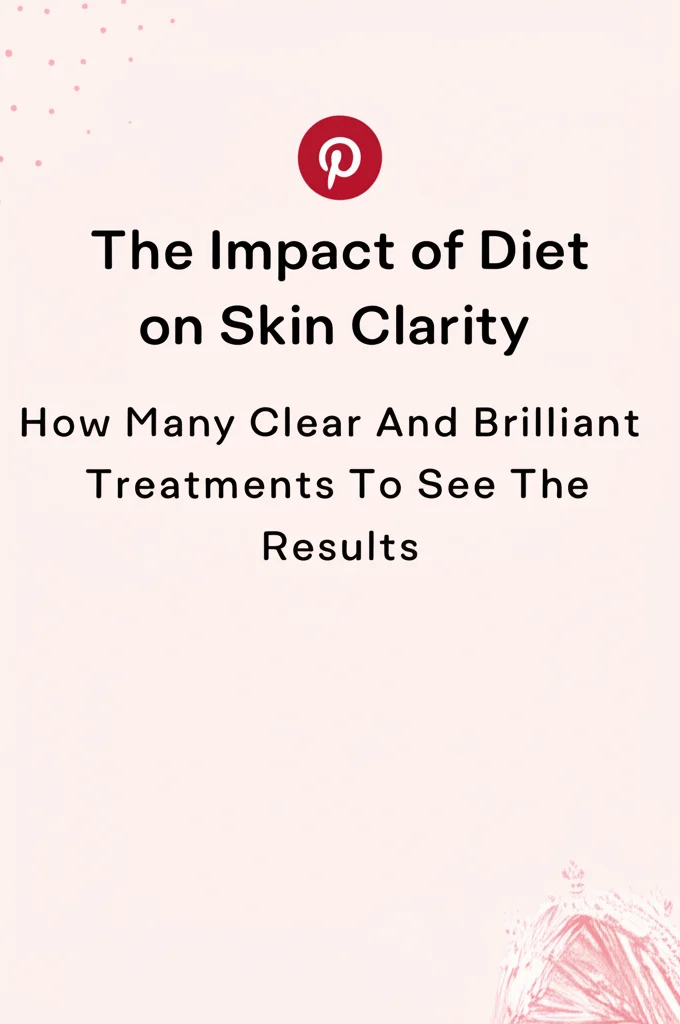 The Impact of Diet
on Skin Clarity
How Many Clear And Brilliant
Treatments To See The
Results